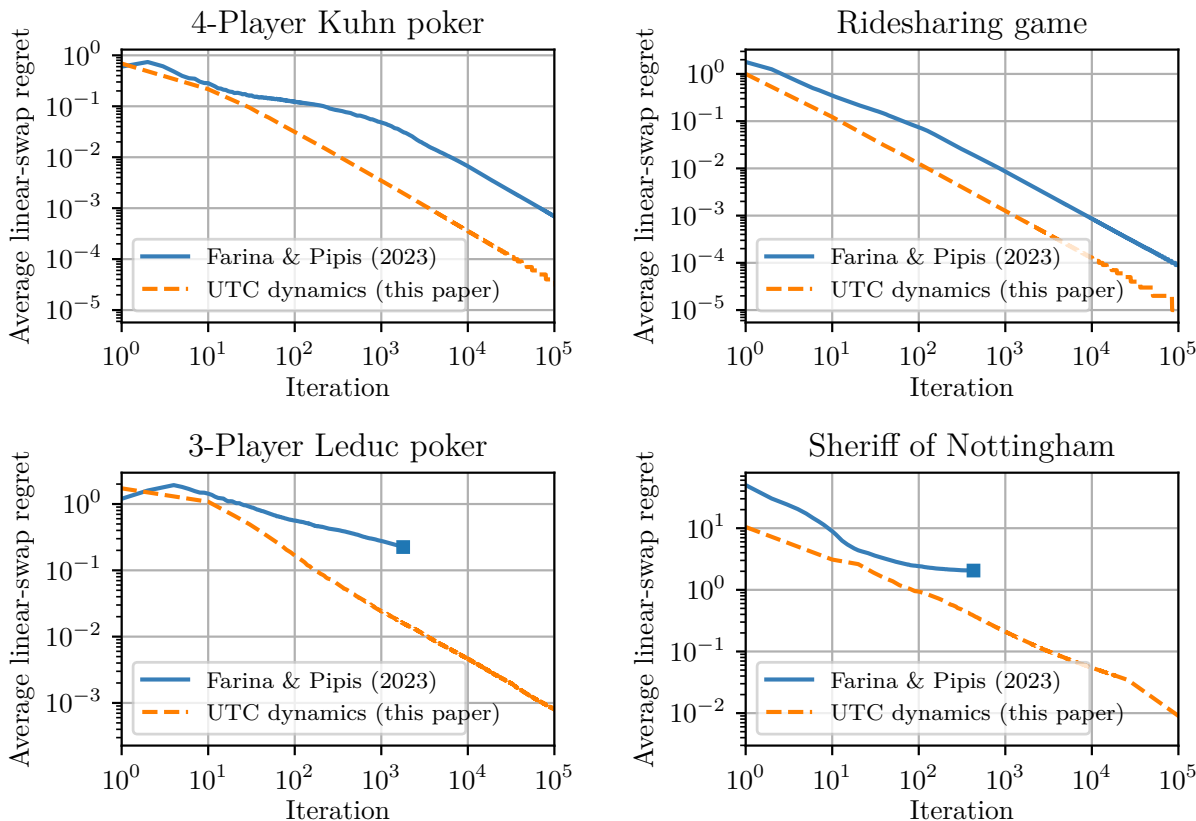 4-Player Kuhn poker
Average linear-swap regret
10^0
10^-1
10^-2
10^-3
10^-4
10^-5
Farina & Pipis (2023)
UTC dynamics (this paper)
10^0 10^1 10^2 10^3 10^4 10^5
Iteration
Ridesharing game
Average linear-swap regret
10^0
10^-1
10^-2
10^-3
10^-4
10^-5
Farina & Pipis (2023)
UTC dynamics (this paper)
10^0 10^1 10^2 10^3 10^4 10^5
Iteration
3-Player Leduc poker
Average linear-swap regret
10^0
10^-1
10^-2
10^-3
Farina & Pipis (2023)
UTC dynamics (this paper)
10^0 10^1 10^2 10^3 10^4 10^5
Iteration
Sheriff of Nottingham
Average linear-swap regret
10^1
10^0
10^-1
10^-2
Farina & Pipis (2023)
UTC dynamics (this paper)
10^0 10^1 10^2 10^3 10^4 10^5
Iteration